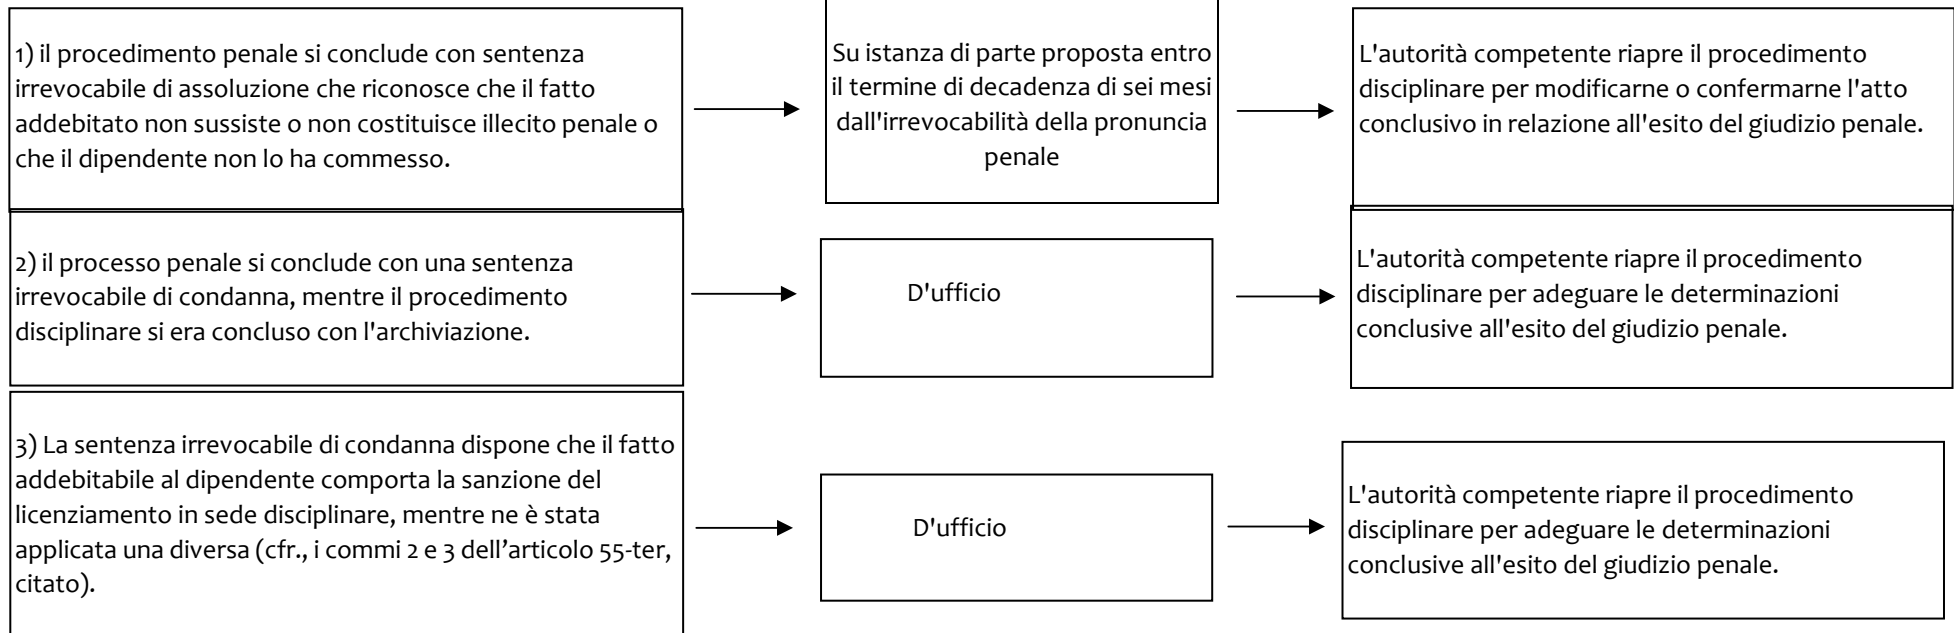 1) il procedimento penale si conclude con sentenza
irrevocabile di assoluzione che riconosce che il fatto
addebitato non sussiste o non costituisce illecito penale o
che il dipendente non lo ha commesso.
Su istanza di parte proposta entro
il termine di decadenza di sei mesi
dall'irrevocabilità della pronuncia
penale
L'autorità competente riapre il procedimento
disciplinare per modificarne o confermarne l'atto
conclusivo in relazione all'esito del giudizio penale.
2) il processo penale si conclude con una sentenza
irrevocabile di condanna, mentre il procedimento
disciplinare si era concluso con l'archiviazione.
D'ufficio
L'autorità competente riapre il procedimento
disciplinare per adeguare le determinazioni
conclusive all'esito del giudizio penale.
3) La sentenza irrevocabile di condanna dispone che il fatto
addebitabile al dipendente comporta la sanzione del
licenziamento in sede disciplinare, mentre ne è stata
applicata una diversa (cfr., i commi 2 e 3 dell’articolo 55-ter,
citato).
D'ufficio
L'autorità competente riapre il procedimento
disciplinare per adeguare le determinazioni
conclusive all'esito del giudizio penale.